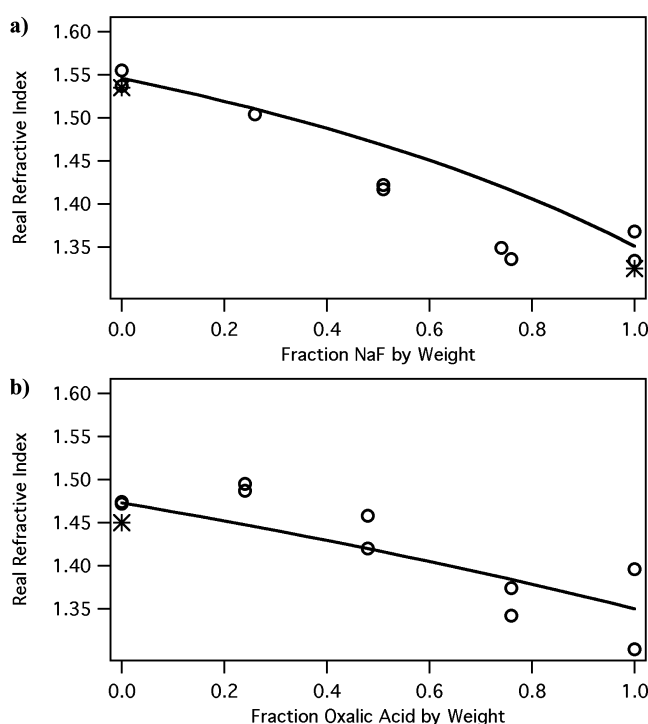 a)
1.60
1.55
1.50
1.45
1.40
1.35
Real Refractive Index
0.0 0.2 0.4 0.6 0.8 1.0
Fraction NaF by Weight
b)
1.60
1.55
1.50
1.45
1.40
1.35
Real Refractive Index
0.0 0.2 0.4 0.6 0.8 1.0
Fraction Oxalic Acid by Weight